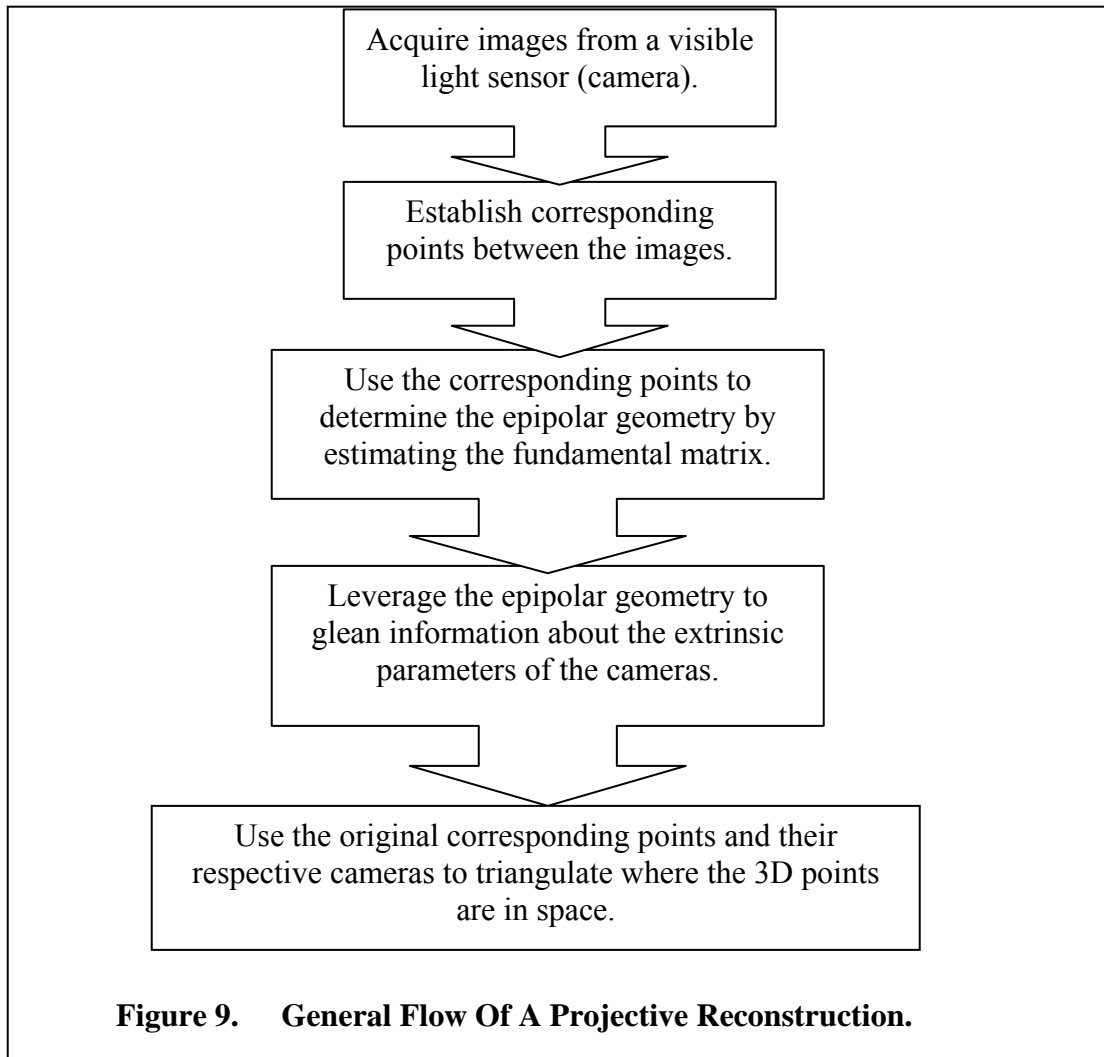 Acquire images from a visible
light sensor (camera).
Establish corresponding
points between the images.
Use the corresponding points to
determine the epipolar geometry by
estimating the fundamental matrix.
Leverage the epipolar geometry to
glean information about the extrinsic
parameters of the cameras.
Use the original corresponding points and their
respective cameras to triangulate where the 3D points
are in space.
Figure 9. General Flow Of A Projective Reconstruction.